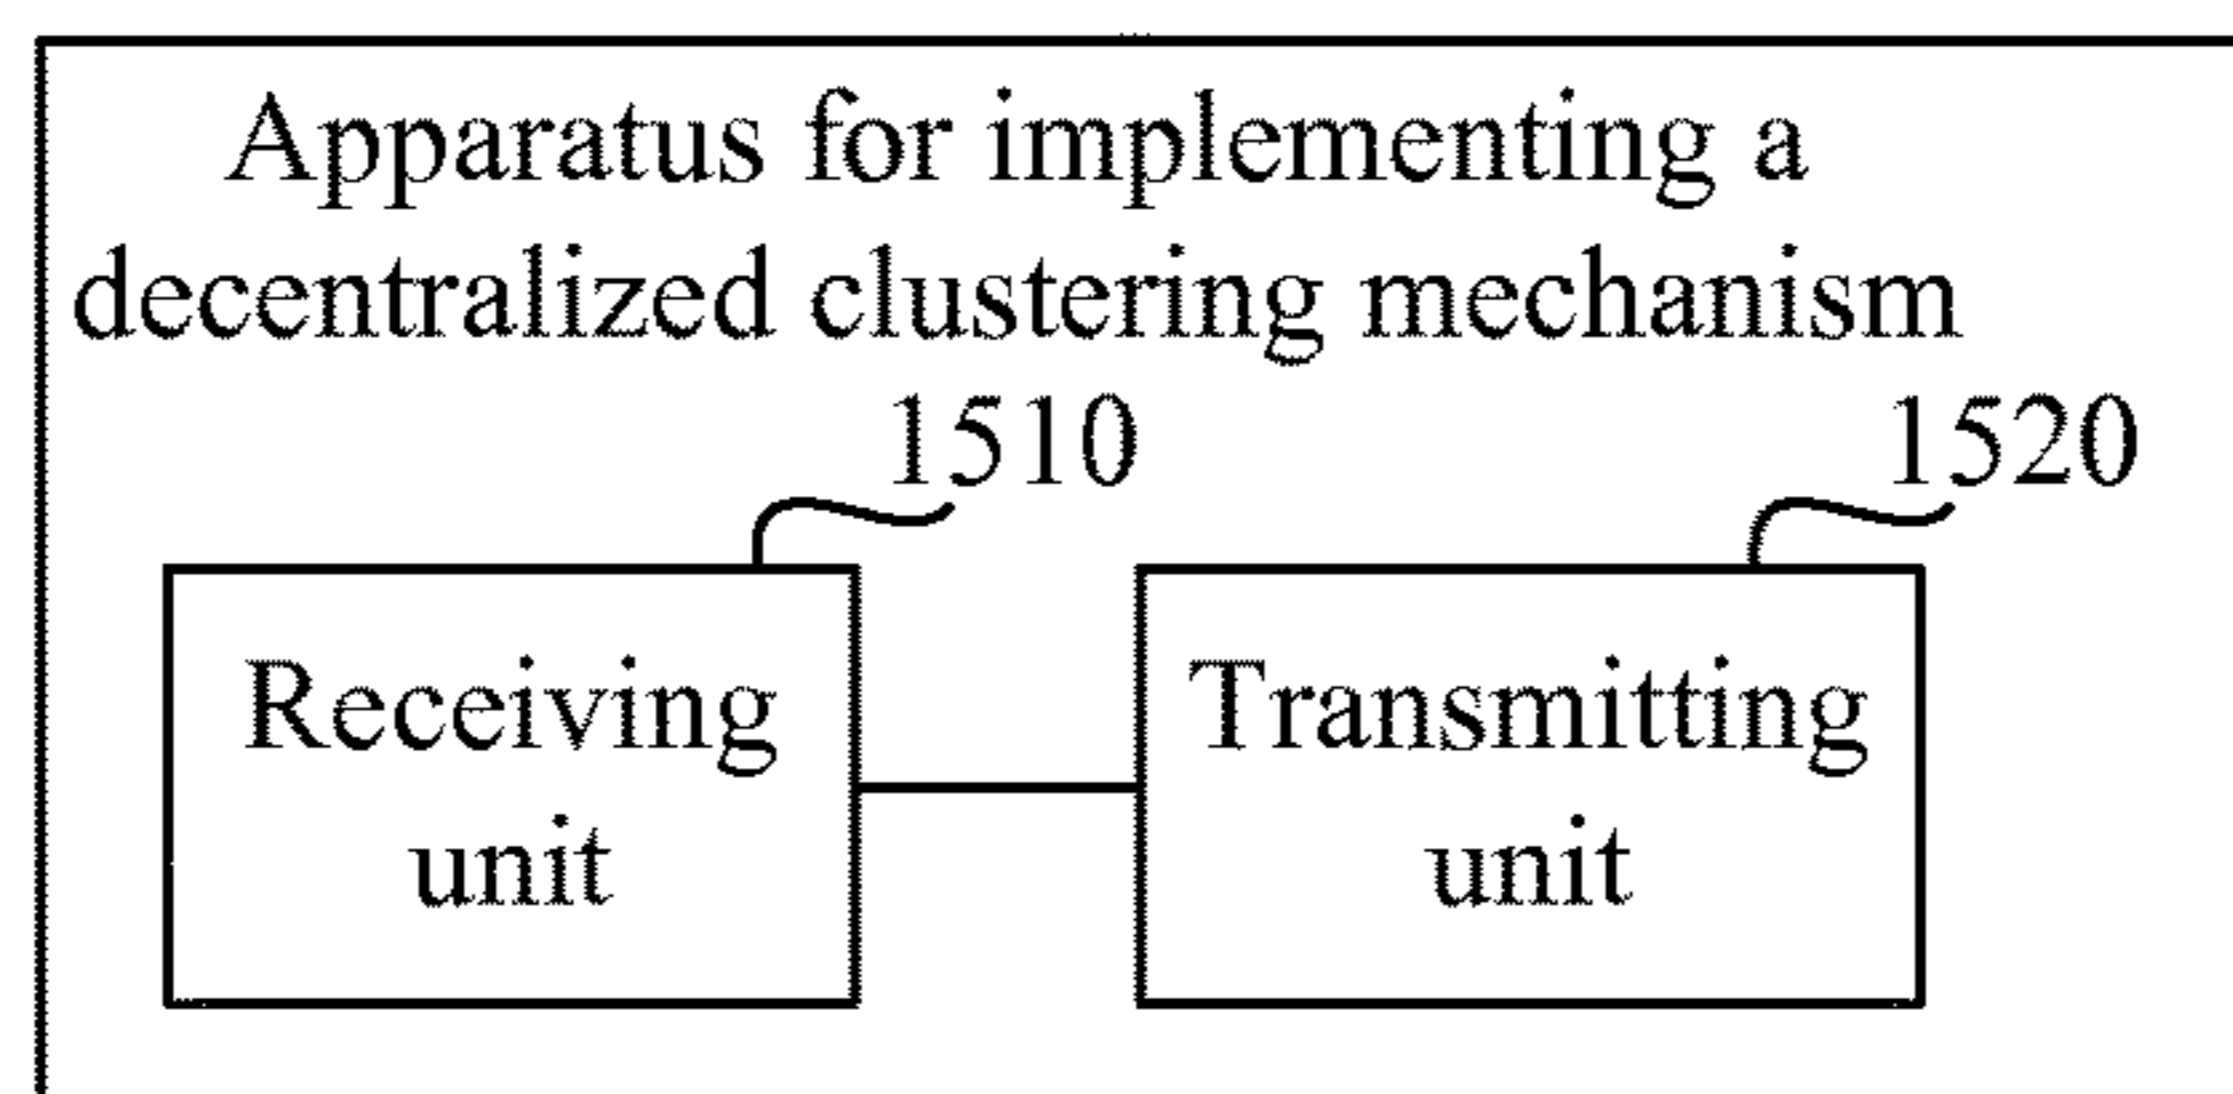 Apparatus for implementing a
decentralized clustering mechanism
1510
1520
Receiving
unit
Transmitting
unit